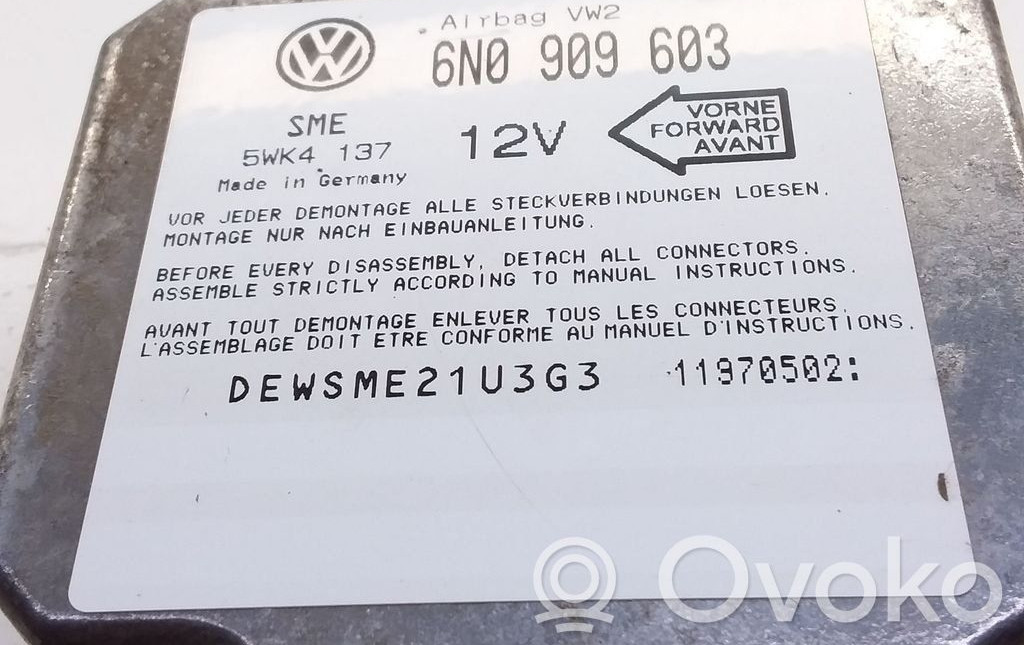 Airbag VW2
6N0 909 603
SME
5WK4 137
Made in Germany
12V
VORNE
FORWARD
AVANT
VOR JEDER DEMONTAGE ALLE STECKVERBINDUNGEN LOESEN.
MONTAGE NUR NACH EINBAUANLEITUNG.
BEFORE EVERY DISASSEMBLY, DETACH ALL CONNECTORS.
ASSEMBLE STRICTLY ACCORDING TO MANUAL INSTRUCTIONS.
AVANT TOUT DEMONTAGE ENLEVER TOUS LES CONNECTEURS.
L'ASSEMBLAGE DOIT ETRE CONFORME AU MANUEL D'INSTRUCTIONS.
DEWSME21U3G3 11970502:
Ovoko